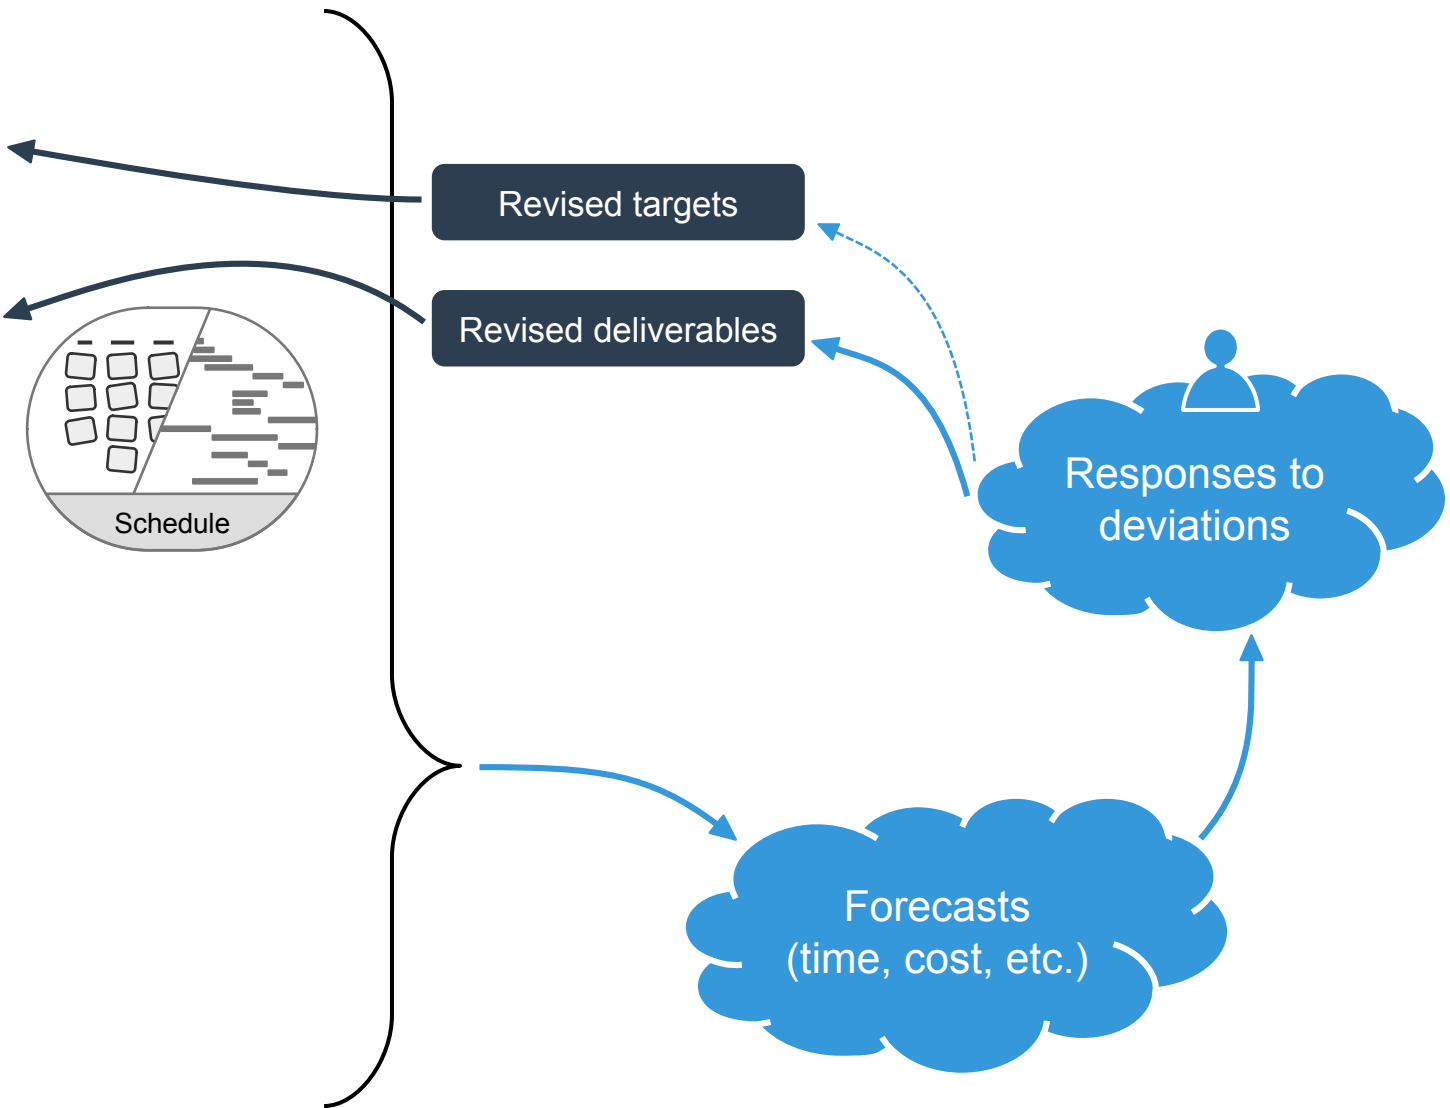 Revised targets
Revised deliverables
Responses to
deviations
Schedule
Forecasts
(time, cost, etc.)